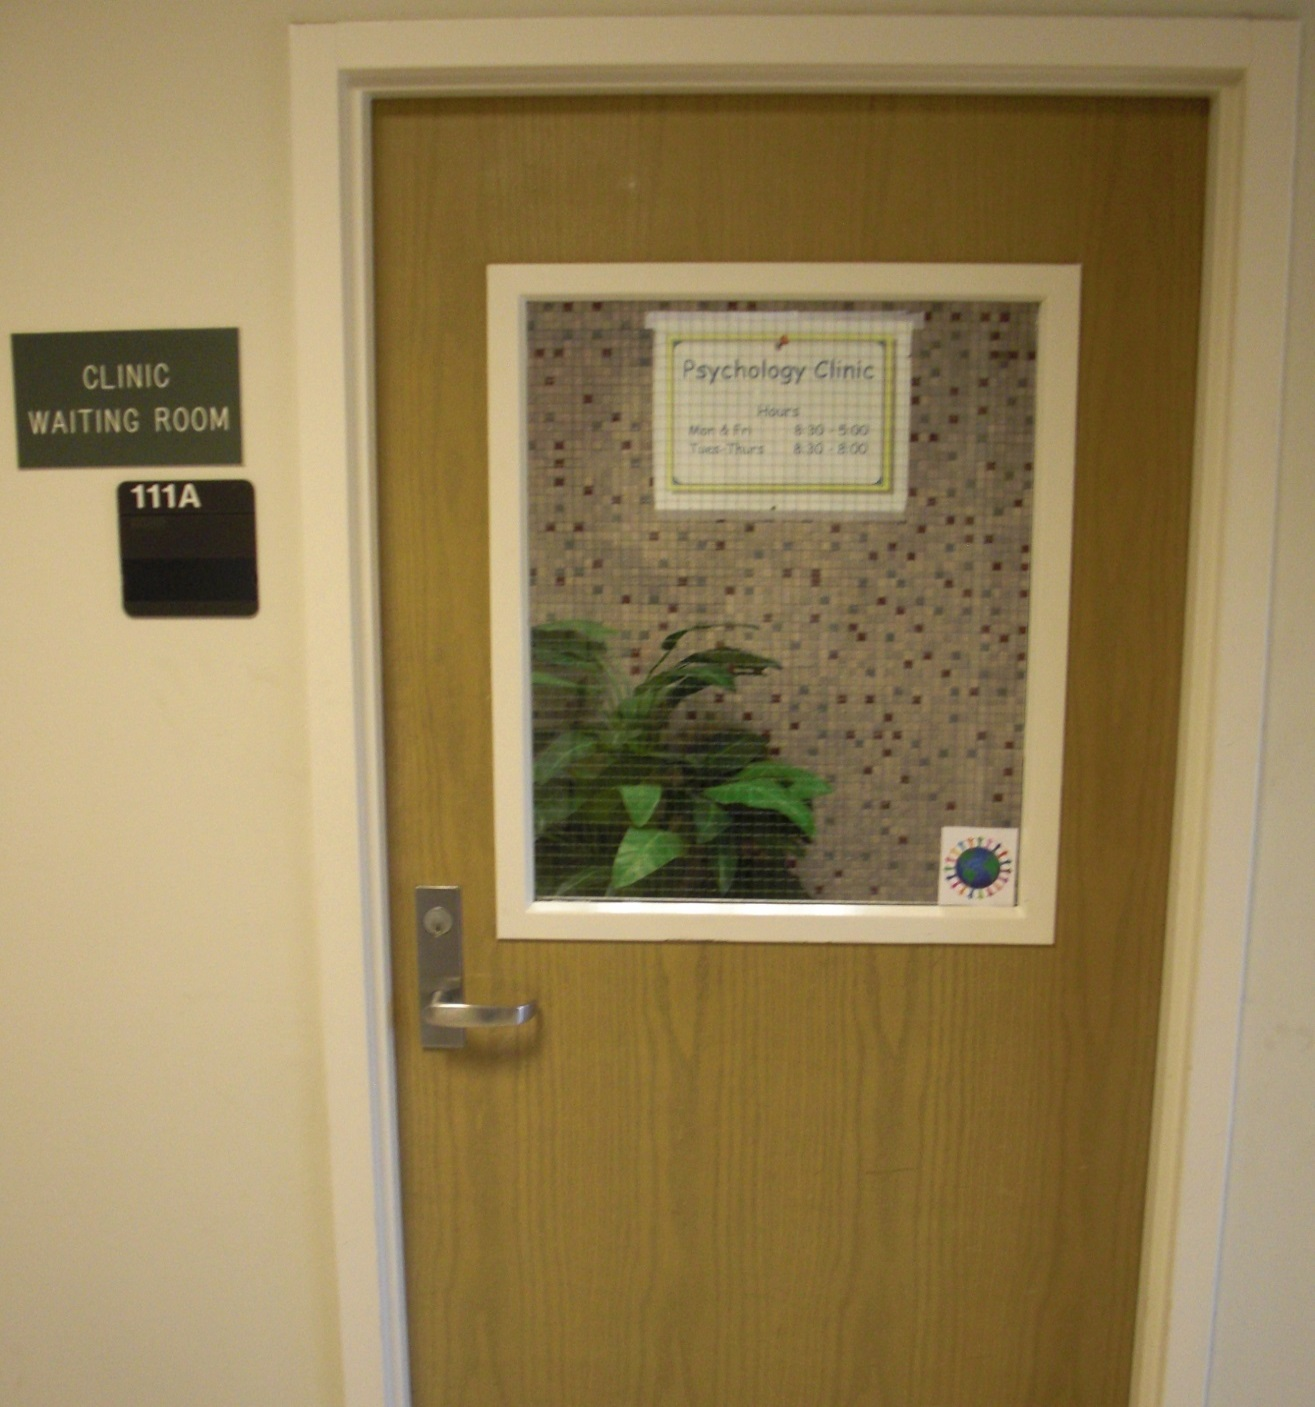 CLINIC
WAITING ROOM
111A
Psychology Clinic
Hours
Mon & Fri 8:30 - 5:00
Tues-Thurs 8:30 - 8:00